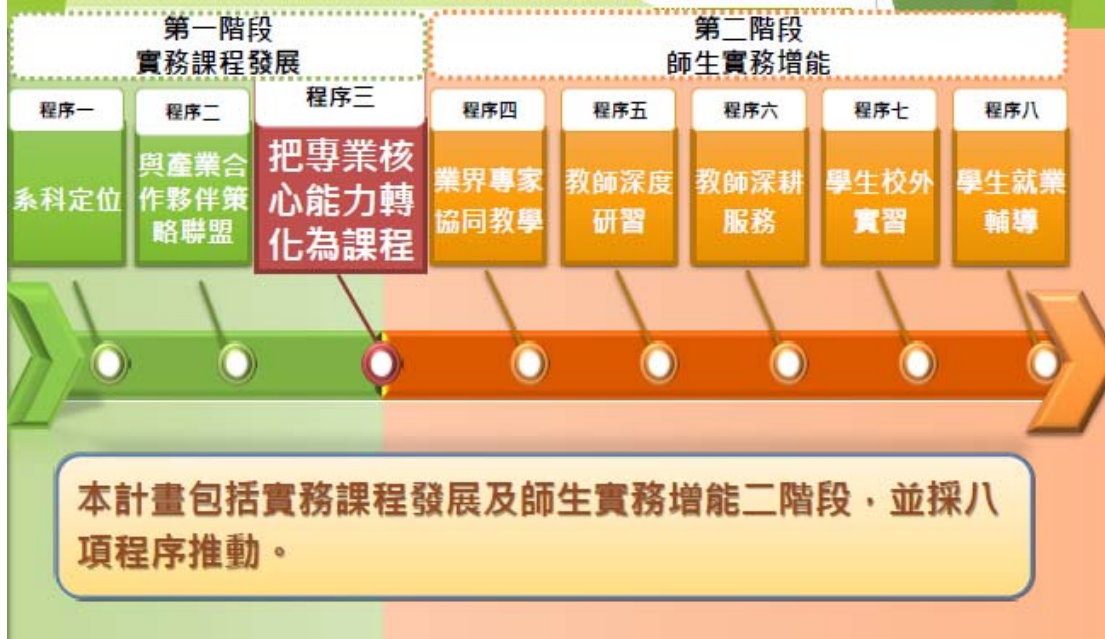 第一階段
實務課程發展
第二階段
師生實務增能
程序一
系科定位
程序二
與產業合
作夥伴策
略聯盟
程序三
把專業核
心能力轉
化為課程
程序四
業界專家
協同教學
程序五
教師深度
研習
程序六
教師深耕
服務
程序七
學生校外
實習
程序八
學生就業
輔導
本計畫包括實務課程發展及師生實務增能二階段，並採八
項程序推動。